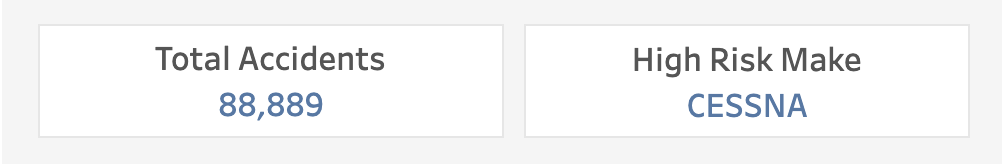 Total Accidents
88,889
High Risk Make
CESSNA